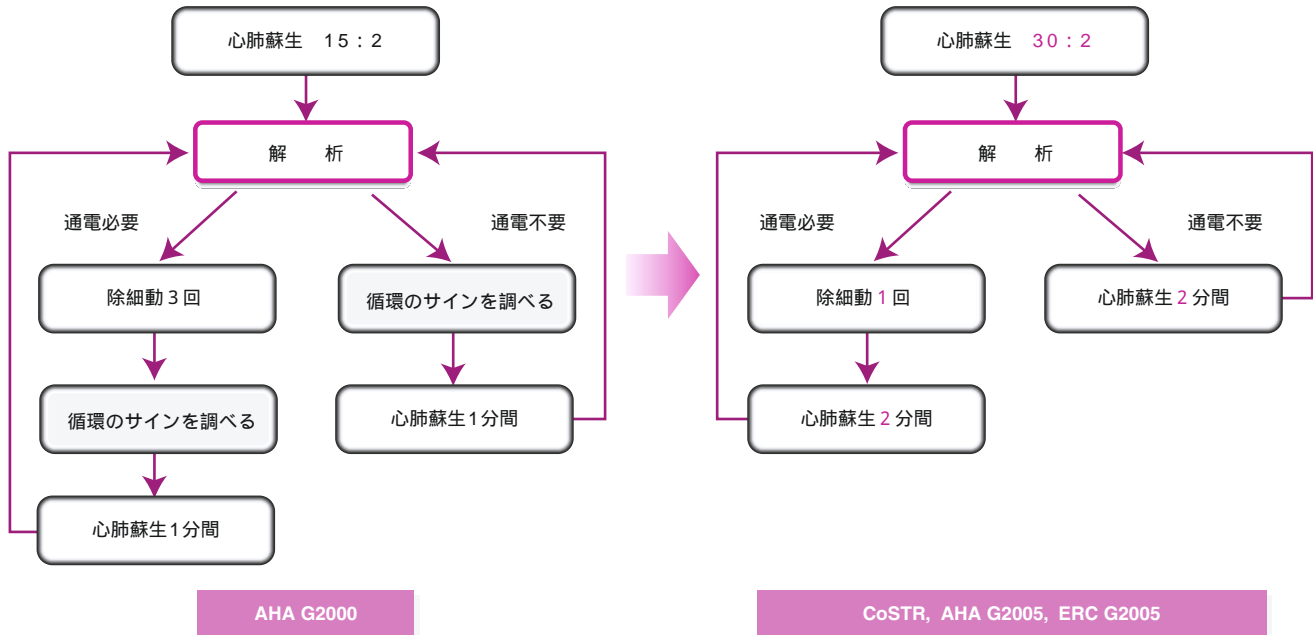 心肺蘇生　15：2
解　析
通電必要
通電不要
除細動３回
循環のサインを調べる
循環のサインを調べる
心肺蘇生1分間
心肺蘇生1分間
AHA G2000
心肺蘇生　30：2
解　析
通電必要
通電不要
除細動1回
心肺蘇生2分間
心肺蘇生2分間
CoSTR, AHA G2005, ERC G2005